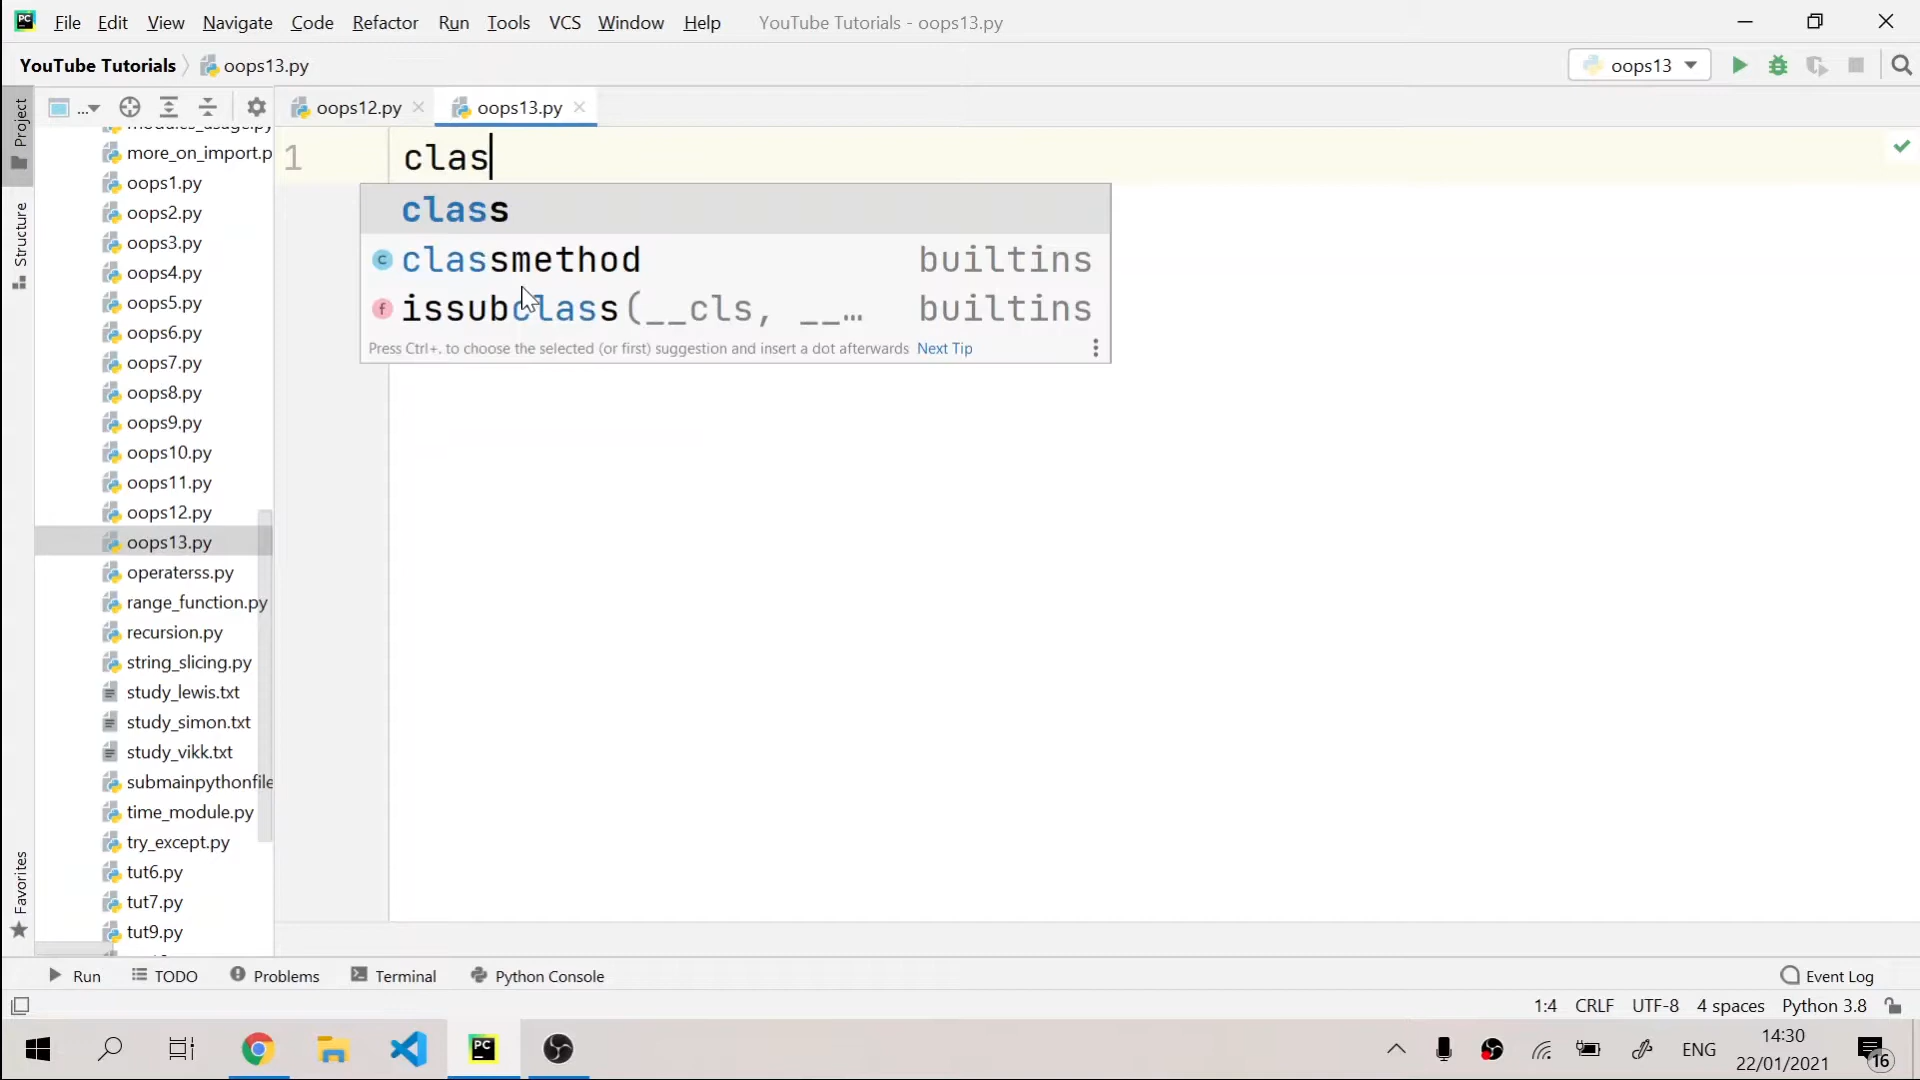 File Edit View Navigate Code Refactor Run Tools VCS Window Help YouTube Tutorials - oops13.py
YouTube Tutorials oops13.py oops13
Project
Structure
Favorites
... oops12.py oops13.py
modules_usage.py
more_on_import.p
oops1.py
oops2.py
oops3.py
oops4.py
oops5.py
oops6.py
oops7.py
oops8.py
oops9.py
oops10.py
oops11.py
oops12.py
oops13.py
operaterss.py
range_function.py
recursion.py
string_slicing.py
study_lewis.txt
study_simon.txt
study_vikk.txt
submainpythonfile
time_module.py
try_except.py
tut6.py
tut7.py
tut9.py
1 clas
class
c classmethod builtins
f issubclass(__cls, __… builtins
Press Ctrl+. to choose the selected (or first) suggestion and insert a dot afterwards Next Tip
Run TODO Problems Terminal Python Console Event Log
1:4 CRLF UTF-8 4 spaces Python 3.8
PC ENG 14:30
22/01/2021 16